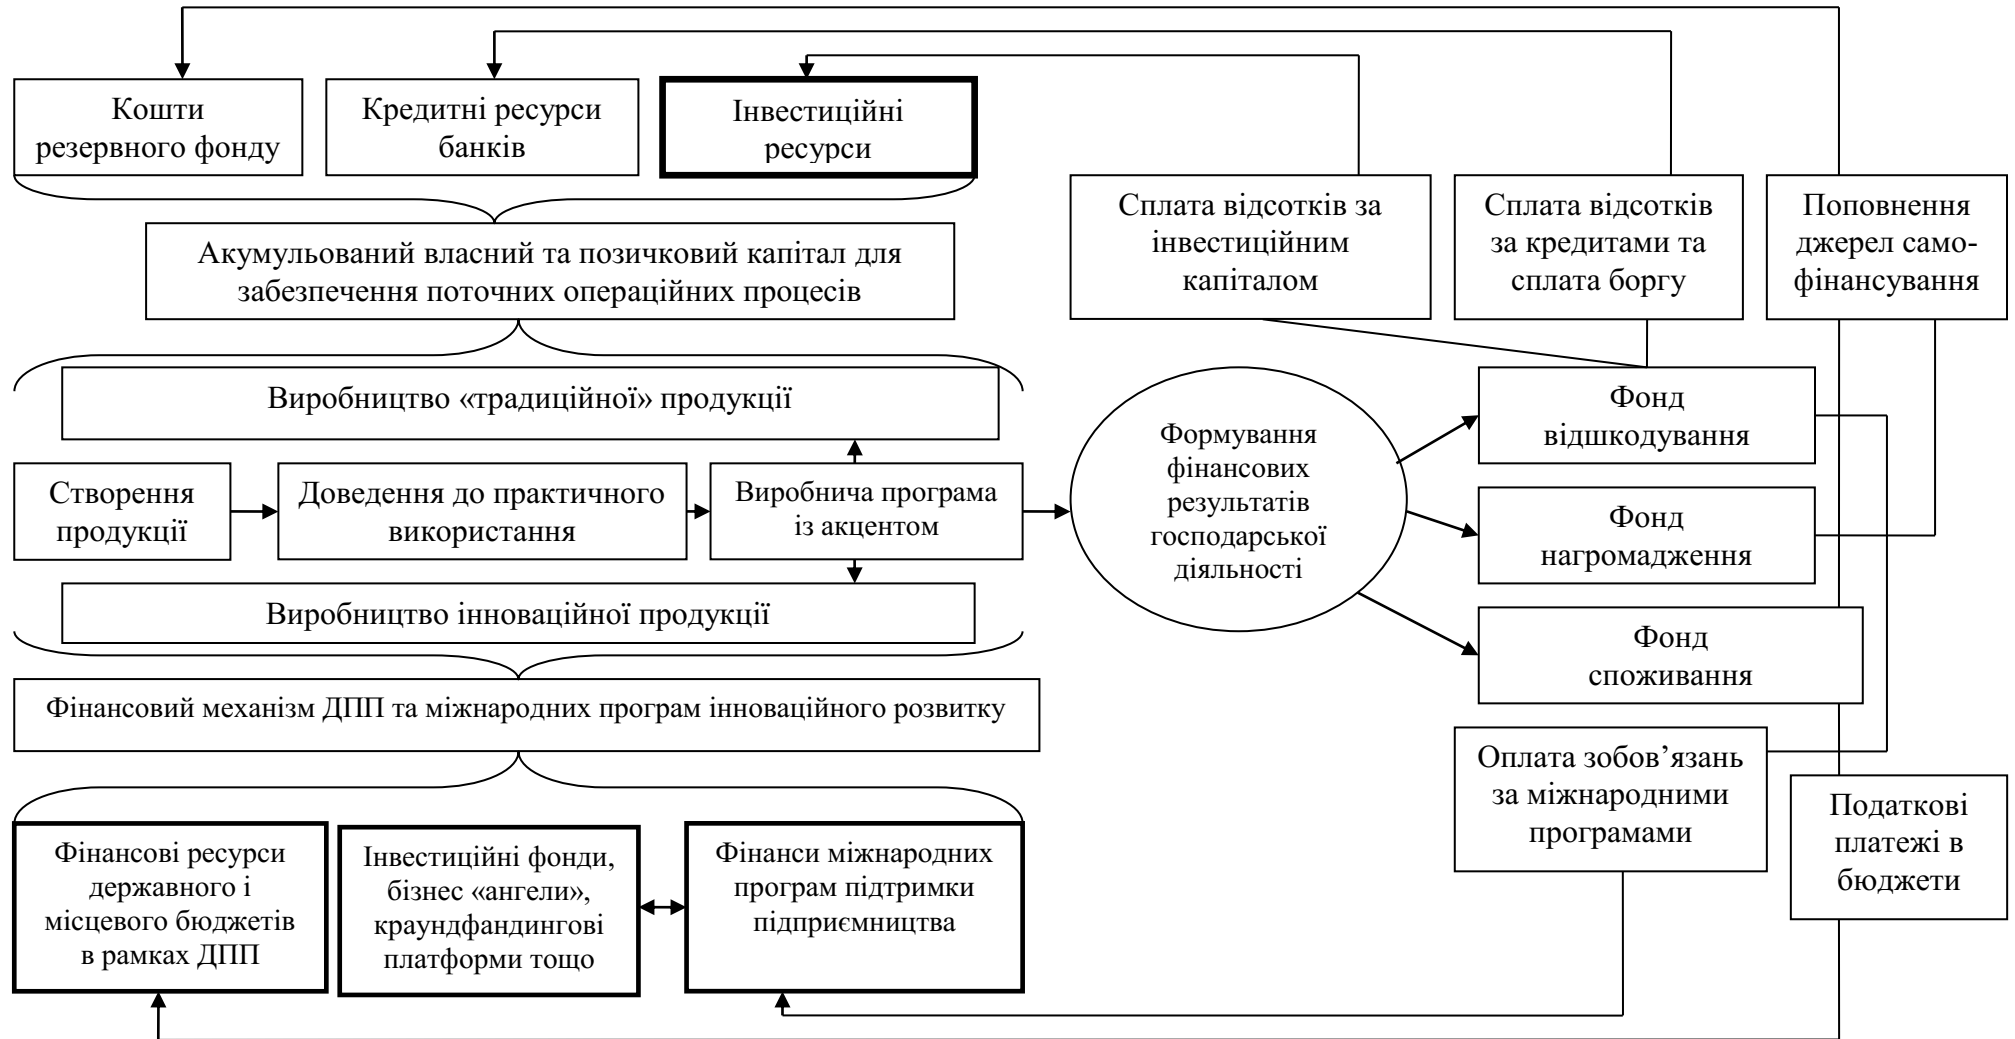 Кошти
резервного фонду
Кредитні ресурси
банків
Інвестиційні
ресурси
Сплата відсотків за
інвестиційним
капіталом
Сплата відсотків
за кредитами та
сплата боргу
Поповнення
джерел само-
фінансування
Акумульований власний та позичковий капітал для
забезпечення поточних операційних процесів
Виробництво «традиційної» продукції
Створення
продукції
Доведення до практичного
використання
Виробнича програма
із акцентом
Формування
фінансових
результатів
господарської
діяльності
Фонд
відшкодування
Фонд
нагромадження
Фонд
споживання
Виробництво інноваційної продукції
Фінансовий механізм ДПП та міжнародних програм інноваційного розвитку
Оплата зобов’язань
за міжнародними
програмами
Податкові
платежі в
бюджети
Фінансові ресурси
державного і
місцевого бюджетів
в рамках ДПП
Інвестиційні фонди,
бізнес «ангели»,
краундфандингові
платформи тощо
Фінанси міжнародних
програм підтримки
підприємництва